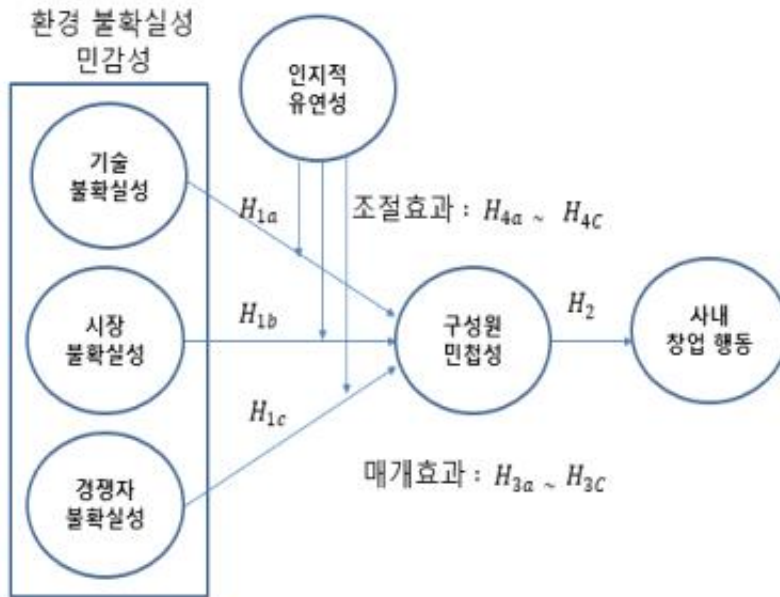 환경 불확실성
민감성
인지적
유연성
기술
불확실성
H1a
조절효과 : H4a ~ H4C
시장
불확실성
H1b
구성원
민첩성
H2
사내
창업 행동
H1c
경쟁자
불확실성
매개효과 : H3a ~ H3C